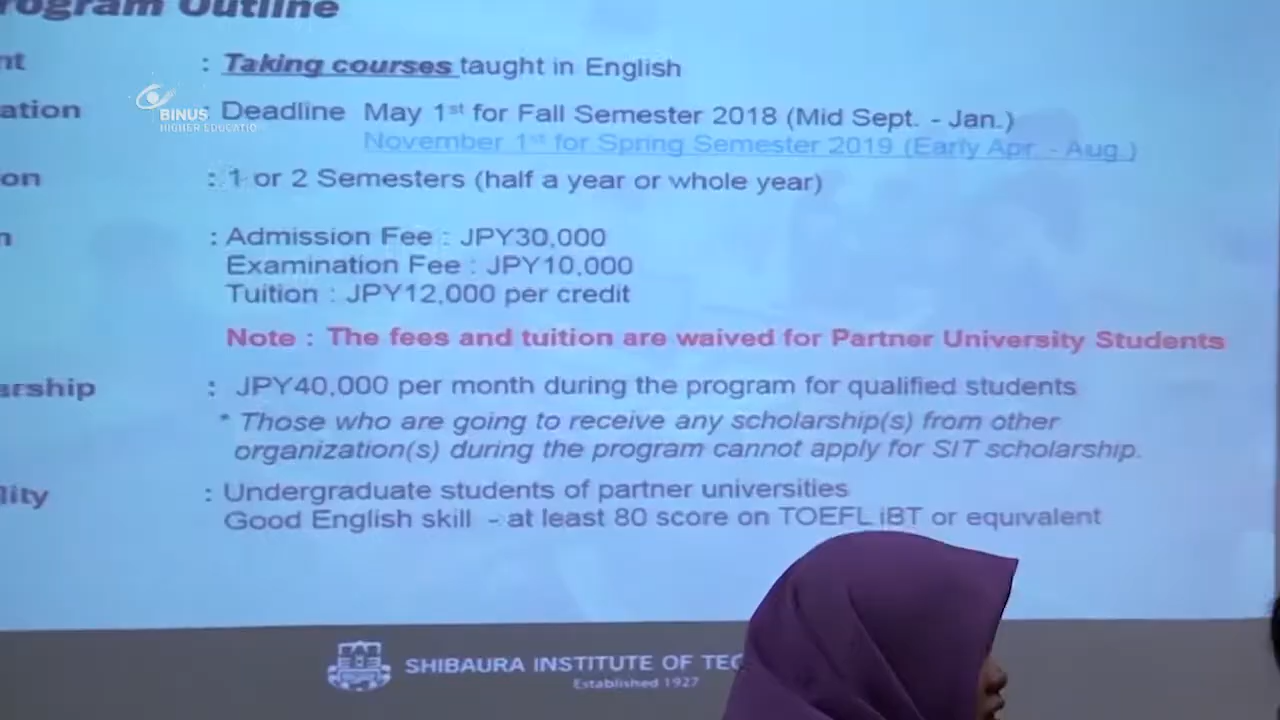 rogram Outline
nt : Taking courses taught in English
ation : Deadline May 1st for Fall Semester 2018 (Mid Sept. - Jan.)
November 1st for Spring Semester 2019 (Early Apr. - Aug.)
on : 1 or 2 Semesters (half a year or whole year)
n : Admission Fee : JPY30,000
Examination Fee : JPY10,000
Tuition : JPY12,000 per credit
Note : The fees and tuition are waived for Partner University Students
arship : JPY40,000 per month during the program for qualified students
* Those who are going to receive any scholarship(s) from other
organization(s) during the program cannot apply for SIT scholarship.
lity : Undergraduate students of partner universities
Good English skill - at least 80 score on TOEFL iBT or equivalent
SHIBAURA INSTITUTE OF TEC
Established 1927
BINUS
HIGHER EDUCATIO